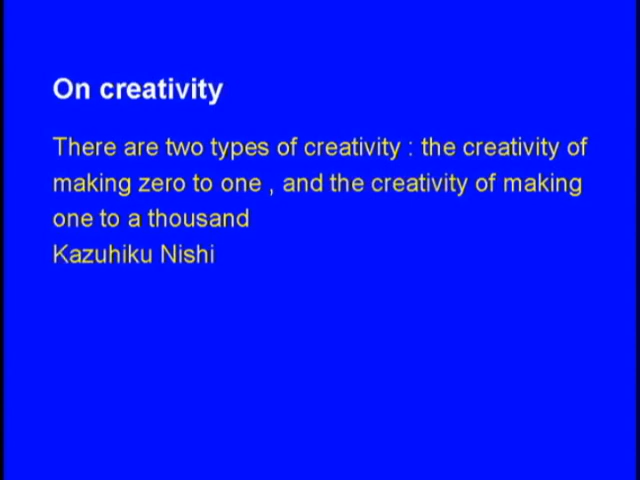 On creativity
There are two types of creativity : the creativity of
making zero to one , and the creativity of making
one to a thousand
Kazuhiku Nishi